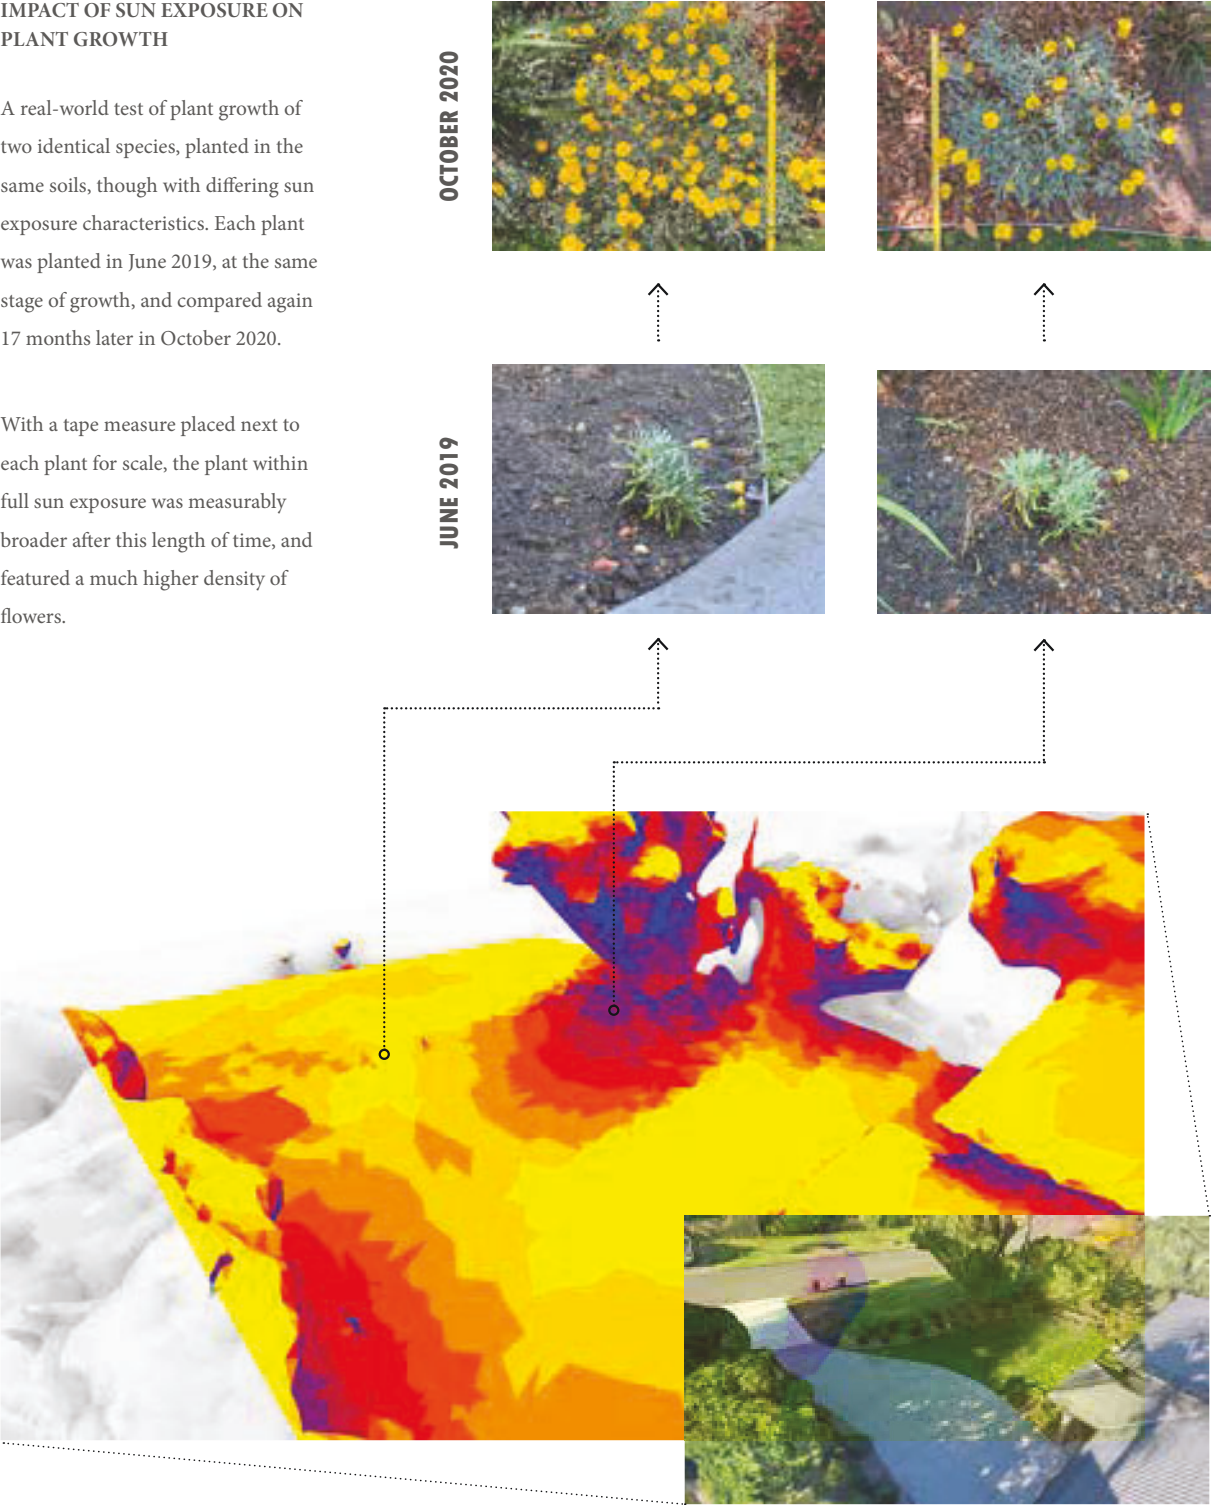 IMPACT OF SUN EXPOSURE ON
PLANT GROWTH
A real-world test of plant growth of
two identical species, planted in the
same soils, though with differing sun
exposure characteristics. Each plant
was planted in June 2019, at the same
stage of growth, and compared again
17 months later in October 2020.
With a tape measure placed next to
each plant for scale, the plant within
full sun exposure was measurably
broader after this length of time, and
featured a much higher density of
flowers.
OCTOBER 2020
JUNE 2019